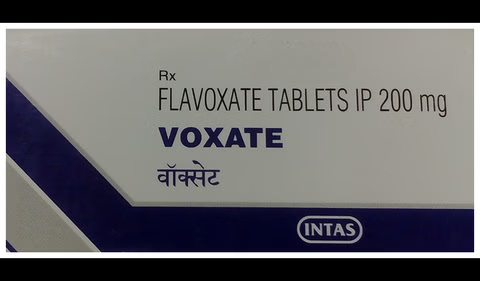 Rx
FLAVOXATE TABLETS IP 200 mg
VOXATE
वॉक्सेट
INTAS